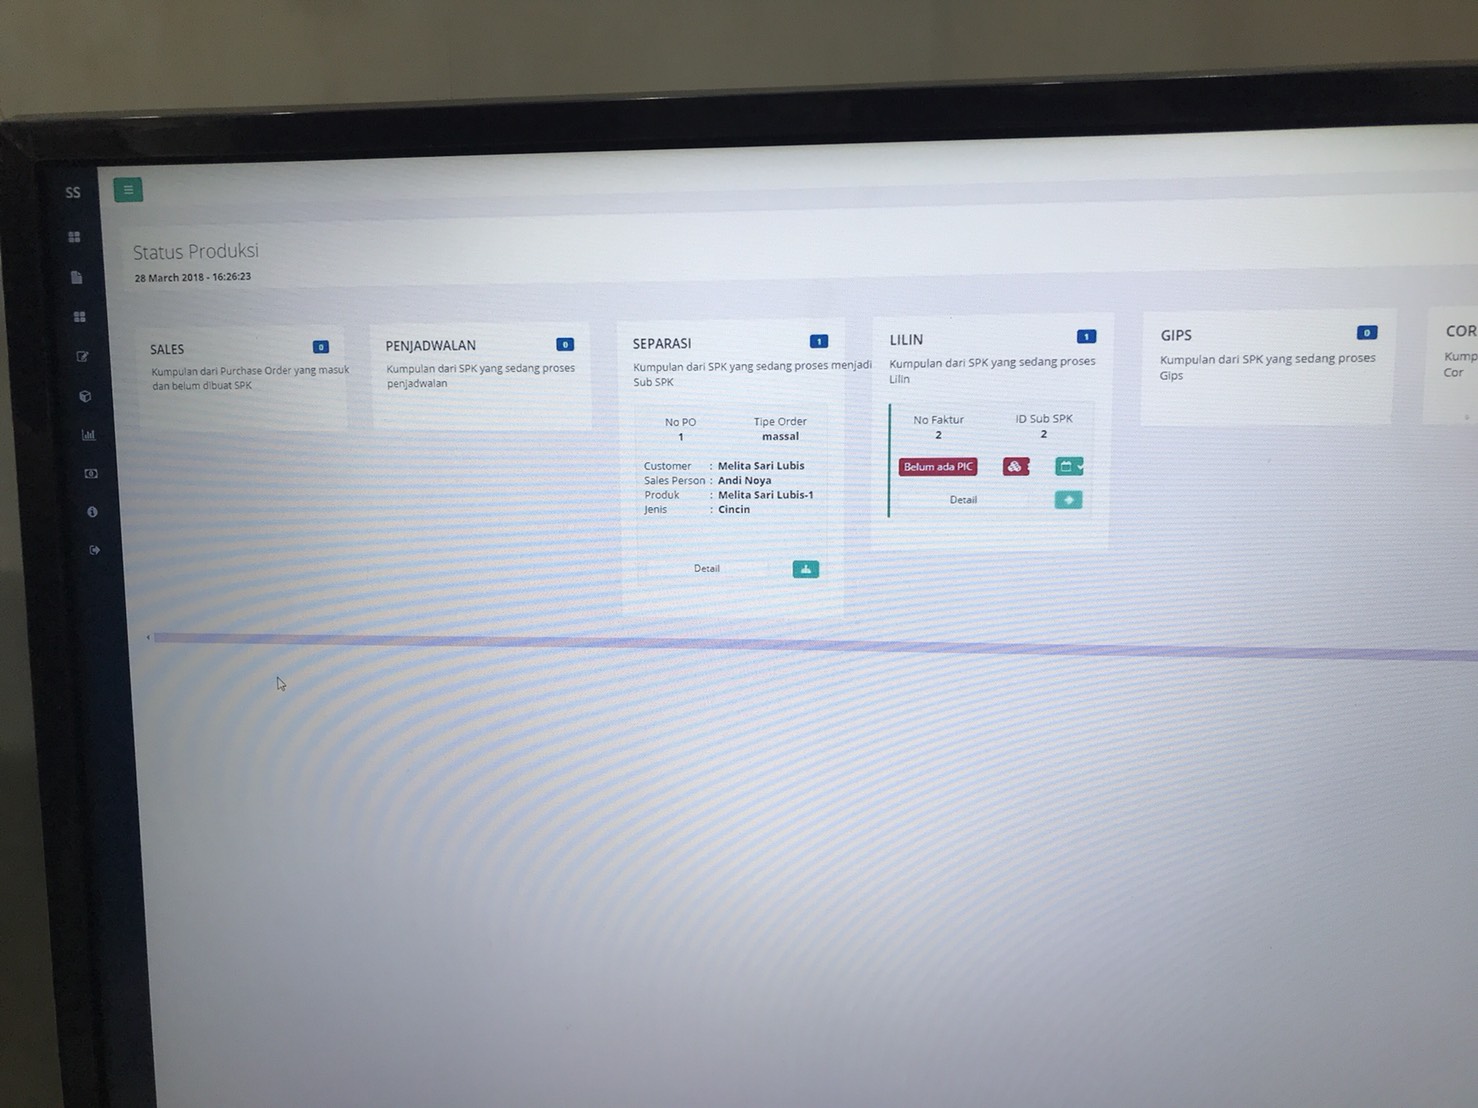 SS
Status Produksi
28 March 2018 - 16:26:23
SALES
0
Kumpulan dari Purchase Order yang masuk
dan belum dibuat SPK
PENJADWALAN
0
Kumpulan dari SPK yang sedang proses
penjadwalan
SEPARASI
1
Kumpulan dari SPK yang sedang proses menjadi
Sub SPK
No PO
Tipe Order
1
massal
Customer : Melita Sari Lubis
Sales Person : Andi Noya
Produk : Melita Sari Lubis-1
Jenis : Cincin
Detail
LILIN
1
Kumpulan dari SPK yang sedang proses
Lilin
No Faktur
ID Sub SPK
2
2
Belum ada PIC
Detail
GIPS
0
Kumpulan dari SPK yang sedang proses
Gips
COR
Kump
Cor